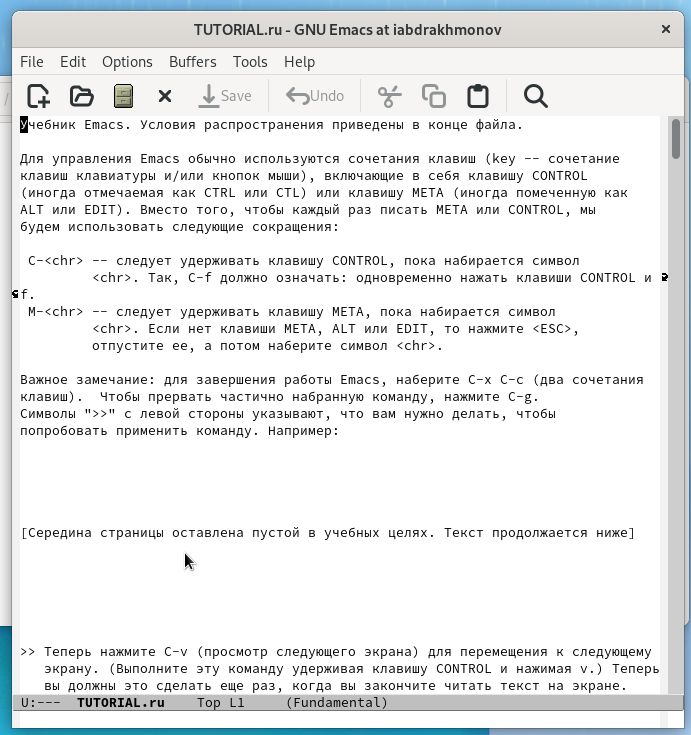 TUTORIAL.ru - GNU Emacs at iabdrakhmonov
File Edit Options Buffers Tools Help
Save Undo
Учебник Emacs. Условия распространения приведены в конце файла.
Для управления Emacs обычно используются сочетания клавиш (key -- сочетание
клавиш клавиатуры и/или кнопок мыши), включающие в себя клавишу CONTROL
(иногда отмечаемая как CTRL или CTL) или клавишу META (иногда помеченную как
ALT или EDIT). Вместо того, чтобы каждый раз писать META или CONTROL, мы
будем использовать следующие сокращения:
C-<chr> -- следует удерживать клавишу CONTROL, пока набирается символ
<chr>. Так, C-f должно означать: одновременно нажать клавиши CONTROL и
f.
M-<chr> -- следует удерживать клавишу META, пока набирается символ
<chr>. Если нет клавиши META, ALT или EDIT, то нажмите <ESC>,
отпустите ее, а потом наберите символ <chr>.
Важное замечание: для завершения работы Emacs, наберите C-x C-c (два сочетания
клавиш).  Чтобы прервать частично набранную команду, нажмите C-g.
Символы ">>" с левой стороны указывают, что вам нужно делать, чтобы
попробовать применить команду. Например:
[Середина страницы оставлена пустой в учебных целях. Текст продолжается ниже]
>> Теперь нажмите C-v (просмотр следующего экрана) для перемещения к следующему
экрану. (Выполните эту команду удерживая клавишу CONTROL и нажимая v.) Теперь
вы должны это сделать еще раз, когда вы закончите читать текст на экране.
U:---  TUTORIAL.ru    Top L1     (Fundamental)